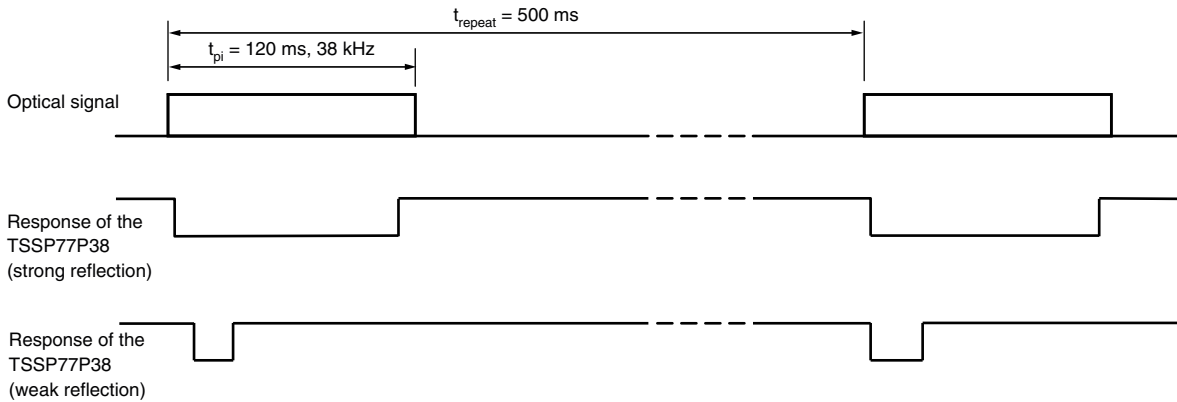 t_repeat = 500 ms
t_pi = 120 ms, 38 kHz
Optical signal
Response of the
TSSP77P38
(strong reflection)
Response of the
TSSP77P38
(weak reflection)